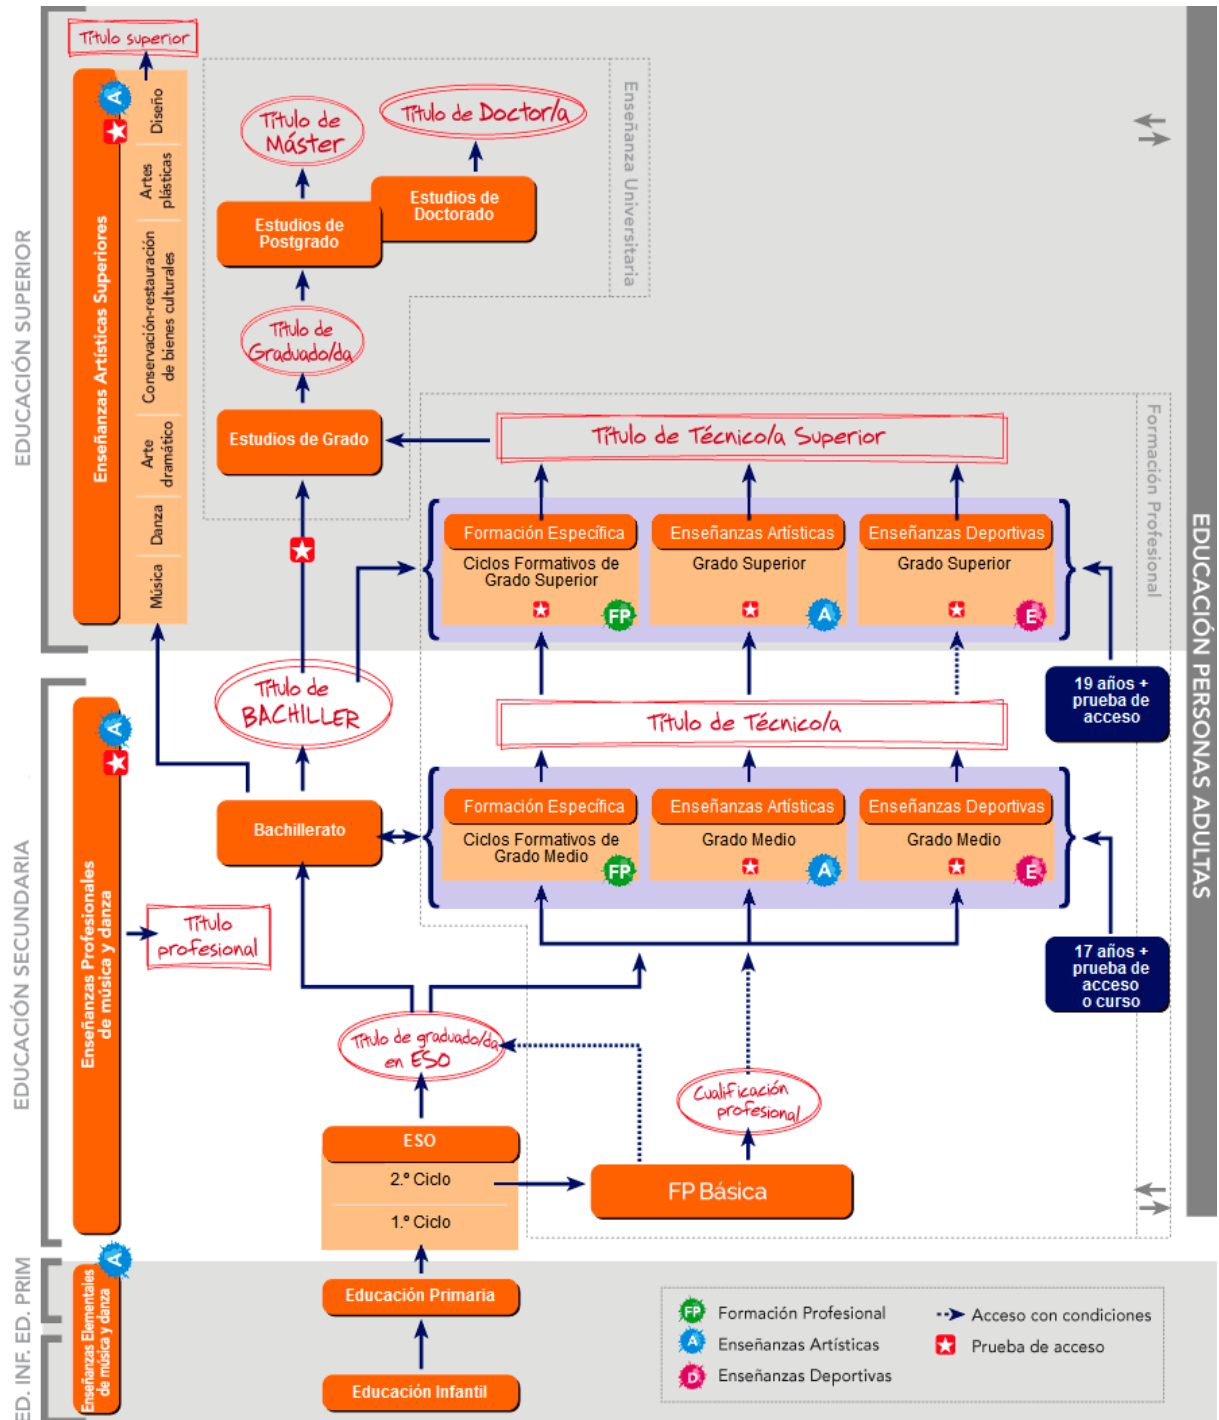 Título superior
EDUCACIÓN SUPERIOR
Enseñanzas Artísticas Superiores
A
Diseño
Artes
plásticas
Conservación-restauración
de bienes culturales
Arte
dramático
Danza
Música
Enseñanza Universitaria
Título de
Máster
Título de Doctor/a
Estudios de
Doctorado
Estudios de
Postgrado
Título de
Graduado/da
Estudios de Grado
Formación Profesional
Título de Técnico/a Superior
Formación Específica
Ciclos Formativos de
Grado Superior
FP
Enseñanzas Artísticas
Grado Superior
A
Enseñanzas Deportivas
Grado Superior
E
EDUCACIÓN PERSONAS ADULTAS
19 años +
prueba de
acceso
Título de
BACHILLER
Título de Técnico/a
EDUCACIÓN SECUNDARIA
Enseñanzas Profesionales
de música y danza
A
Título
profesional
Bachillerato
Formación Específica
Ciclos Formativos de
Grado Medio
FP
Enseñanzas Artísticas
Grado Medio
A
Enseñanzas Deportivas
Grado Medio
E
17 años +
prueba de
acceso
o curso
Título de graduado/da
en ESO
Cualificación
profesional
ESO
2.º Ciclo
1.º Ciclo
FP Básica
ED. INF. ED. PRIM
Enseñanzas Elementales
de música y danza
A
Educación Primaria
Educación Infantil
FP Formación Profesional
A Enseñanzas Artísticas
D Enseñanzas Deportivas
Acceso con condiciones
Prueba de acceso